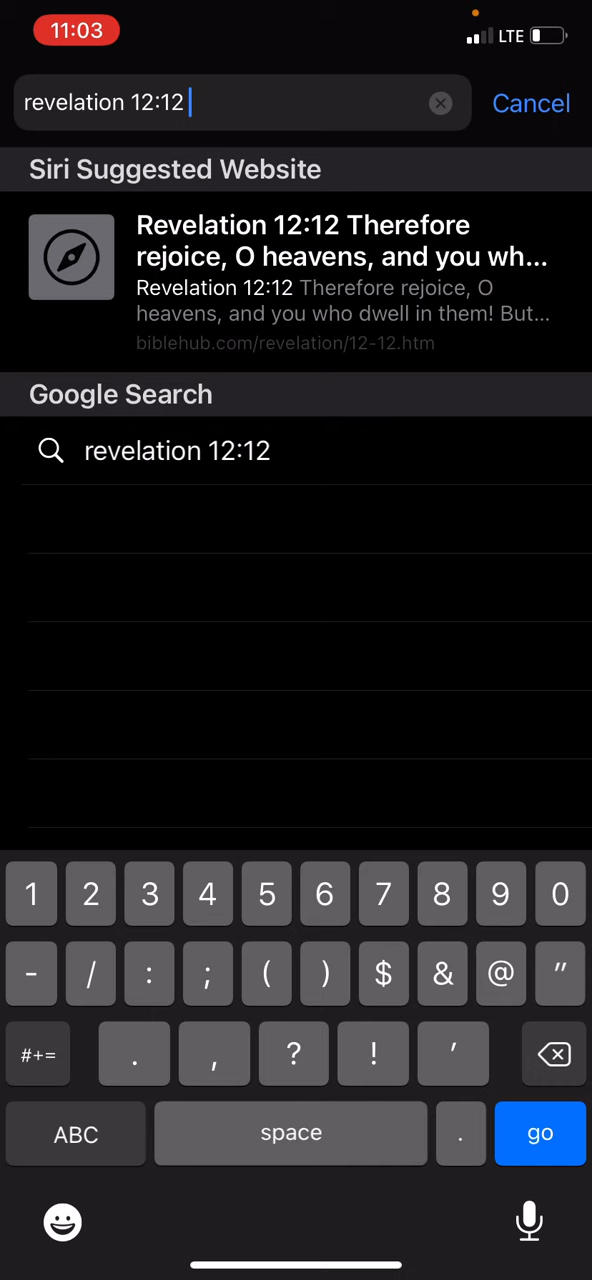 11:03
LTE
revelation 12:12
Cancel
Siri Suggested Website
Revelation 12:12 Therefore
rejoice, O heavens, and you wh...
Revelation 12:12 Therefore rejoice, O
heavens, and you who dwell in them! But...
biblehub.com/revelation/12-12.htm
Google Search
revelation 12:12
1 2 3 4 5 6 7 8 9 0
- / : ; ( ) $ & @ "
#+= . , ? ! '
ABC space . go